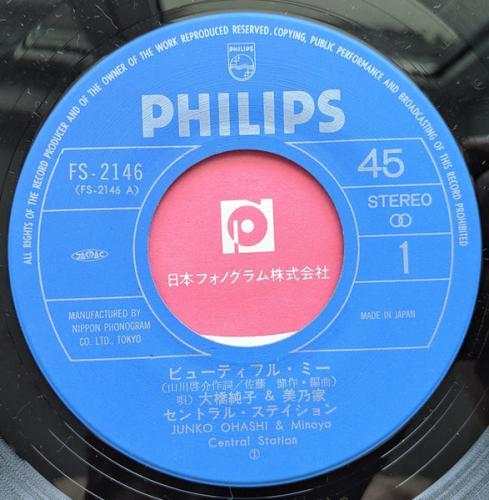 ALL RIGHTS OF THE RECORD PRODUCER AND OF THE OWNER OF THE WORK REPRODUCED RESERVED. COPYING, PUBLIC PERFORMANCE AND BROADCASTING OF THIS RECORD PROHIBITED
PHILIPS
PHILIPS
FS-2146
(FS-2146 A)
45
STEREO
1
JASRAC
日本フォノグラム株式会社
MANUFACTURED BY
NIPPON PHONOGRAM
CO. LTD., TOKYO
MADE IN JAPAN
ビューティフル・ミー
(山川啓介作詞/佐藤 健作・編曲)
唄) 大橋純子 & 美乃家
セントラル・ステイション
JUNKO OHASHI & Minoya
Central Station